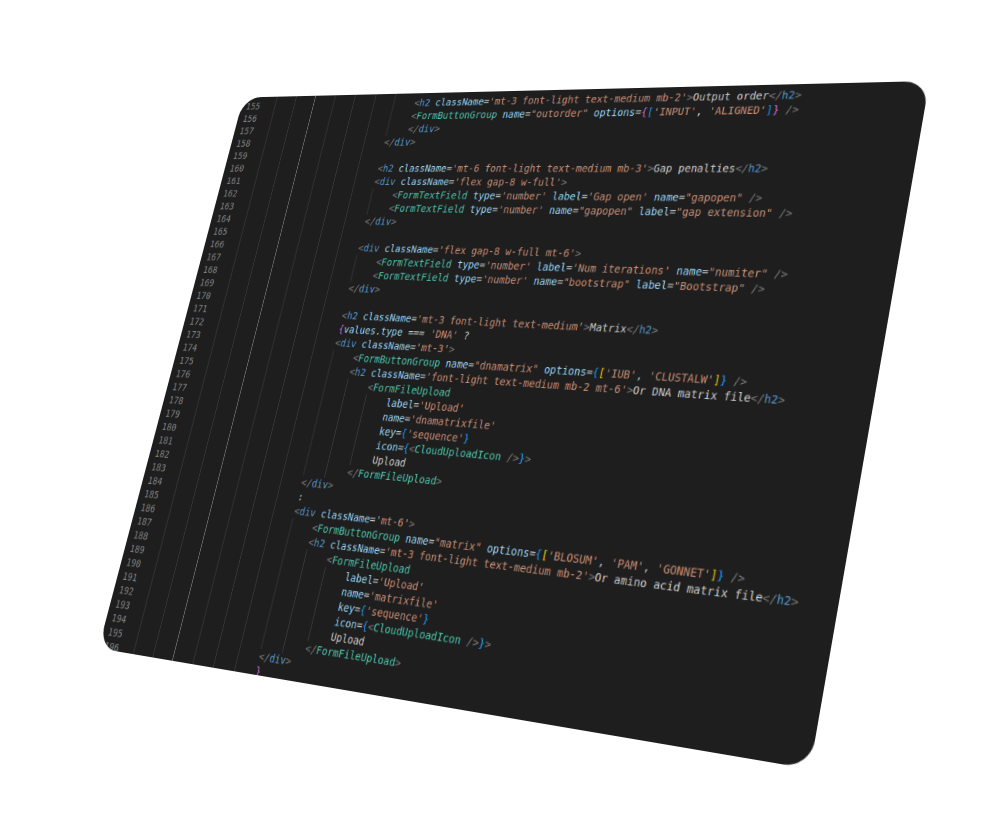 155 <h2 className='mt-3 font-light text-medium mb-2'>Output order</h2>
156 <FormButtonGroup name="outorder" options={['INPUT', 'ALIGNED']} />
157 </div>
158 </div>
159
160 <h2 className='mt-6 font-light text-medium mb-3'>Gap penalties</h2>
161 <div className='flex gap-8 w-full'>
162 <FormTextField type='number' label='Gap open' name="gapopen" />
163 <FormTextField type='number' name="gapopen" label="gap extension" />
164 </div>
165
166 <div className='flex gap-8 w-full mt-6'>
167 <FormTextField type='number' label='Num iterations' name="numiter" />
168 <FormTextField type='number' name="bootstrap" label="Bootstrap" />
169 </div>
170
171 <h2 className='mt-3 font-light text-medium'>Matrix</h2>
172 {values.type === 'DNA' ?
173 <div className='mt-3'>
174 <FormButtonGroup name="dnamatrix" options={['IUB', 'CLUSTALW']} />
175 <h2 className='font-light text-medium mb-2 mt-6'>Or DNA matrix file</h2>
176 <FormFileUpload
177 label='Upload'
178 name='dnamatrixfile'
179 key={'sequence'}
180 icon={<CloudUploadIcon />}>
181 Upload
182 </FormFileUpload>
183 </div>
184 :
185 <div className='mt-6'>
186 <FormButtonGroup name="matrix" options={['BLOSUM', 'PAM', 'GONNET']} />
187 <h2 className='mt-3 font-light text-medium mb-2'>Or amino acid matrix file</h2>
188 <FormFileUpload
189 label='Upload'
190 name='matrixfile'
191 key={'sequence'}
192 icon={<CloudUploadIcon />}>
193 Upload
194 </FormFileUpload>
195 </div>
196 }